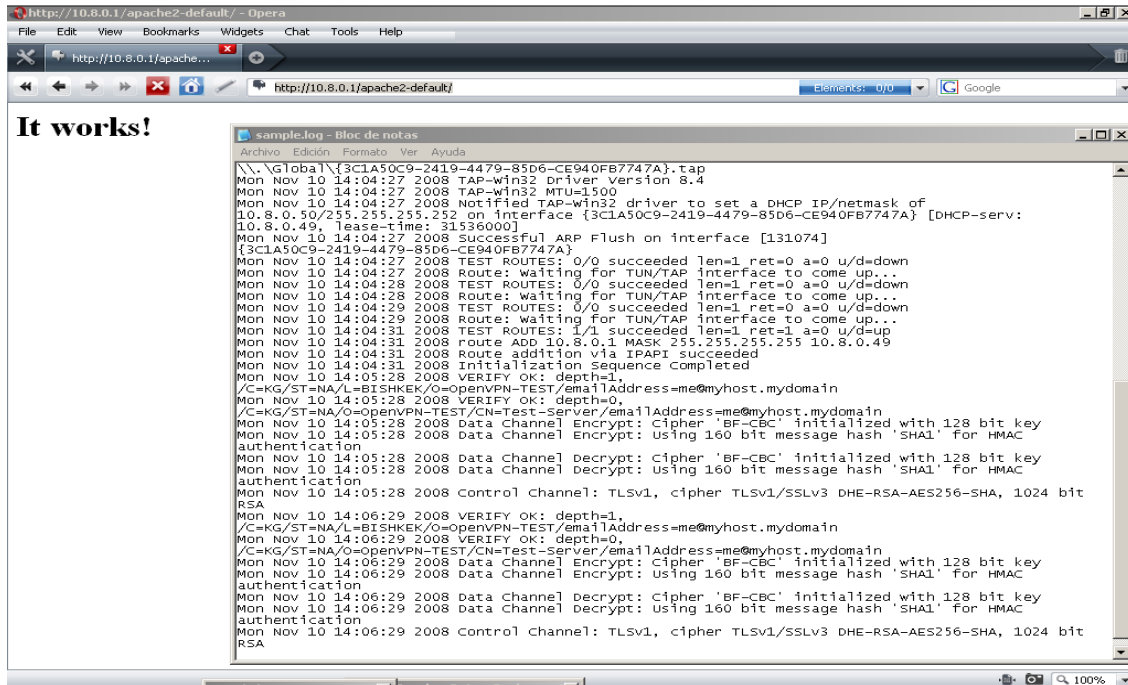 http://10.8.0.1/apache2-default/ - Opera
File Edit View Bookmarks Widgets Chat Tools Help
http://10.8.0.1/apache...
http://10.8.0.1/apache2-default/
Elements: 0/0
Google
It works!
sample.log - Bloc de notas
Archivo Edición Formato Ver Ayuda
\\.\Global\{3C1A50C9-2419-4479-85D6-CE940FB7747A}.tap
Mon Nov 10 14:04:27 2008 TAP-Win32 Driver Version 8.4
Mon Nov 10 14:04:27 2008 TAP-Win32 MTU=1500
Mon Nov 10 14:04:27 2008 Notified TAP-Win32 driver to set a DHCP IP/netmask of
10.8.0.50/255.255.255.252 on interface {3C1A50C9-2419-4479-85D6-CE940FB7747A} [DHCP-serv:
10.8.0.49, lease-time: 31536000]
Mon Nov 10 14:04:27 2008 Successful ARP Flush on interface [131074]
{3C1A50C9-2419-4479-85D6-CE940FB7747A}
Mon Nov 10 14:04:27 2008 TEST ROUTES: 0/0 succeeded len=1 ret=0 a=0 u/d=down
Mon Nov 10 14:04:27 2008 Route: Waiting for TUN/TAP interface to come up...
Mon Nov 10 14:04:28 2008 TEST ROUTES: 0/0 succeeded len=1 ret=0 a=0 u/d=down
Mon Nov 10 14:04:28 2008 Route: Waiting for TUN/TAP interface to come up...
Mon Nov 10 14:04:29 2008 TEST ROUTES: 0/0 succeeded len=1 ret=0 a=0 u/d=down
Mon Nov 10 14:04:29 2008 Route: Waiting for TUN/TAP interface to come up...
Mon Nov 10 14:04:31 2008 TEST ROUTES: 1/1 succeeded len=1 ret=1 a=0 u/d=up
Mon Nov 10 14:04:31 2008 route ADD 10.8.0.1 MASK 255.255.255.255 10.8.0.49
Mon Nov 10 14:04:31 2008 Route addition via IPAPI succeeded
Mon Nov 10 14:04:31 2008 Initialization Sequence Completed
Mon Nov 10 14:05:28 2008 VERIFY OK: depth=1,
/C=KG/ST=NA/L=BISHKEK/O=OpenVPN-TEST/emailAddress=me@myhost.mydomain
Mon Nov 10 14:05:28 2008 VERIFY OK: depth=0,
/C=KG/ST=NA/O=OpenVPN-TEST/CN=Test-Server/emailAddress=me@myhost.mydomain
Mon Nov 10 14:05:28 2008 Data Channel Encrypt: Cipher 'BF-CBC' initialized with 128 bit key
Mon Nov 10 14:05:28 2008 Data Channel Encrypt: Using 160 bit message hash 'SHA1' for HMAC
authentication
Mon Nov 10 14:05:28 2008 Data Channel Decrypt: Cipher 'BF-CBC' initialized with 128 bit key
Mon Nov 10 14:05:28 2008 Data Channel Decrypt: Using 160 bit message hash 'SHA1' for HMAC
authentication
Mon Nov 10 14:05:28 2008 Control Channel: TLSv1, cipher TLSv1/SSLv3 DHE-RSA-AES256-SHA, 1024 bit
RSA
Mon Nov 10 14:06:29 2008 VERIFY OK: depth=1,
/C=KG/ST=NA/L=BISHKEK/O=OpenVPN-TEST/emailAddress=me@myhost.mydomain
Mon Nov 10 14:06:29 2008 VERIFY OK: depth=0,
/C=KG/ST=NA/O=OpenVPN-TEST/CN=Test-Server/emailAddress=me@myhost.mydomain
Mon Nov 10 14:06:29 2008 Data Channel Encrypt: Cipher 'BF-CBC' initialized with 128 bit key
Mon Nov 10 14:06:29 2008 Data Channel Encrypt: Using 160 bit message hash 'SHA1' for HMAC
authentication
Mon Nov 10 14:06:29 2008 Data Channel Decrypt: Cipher 'BF-CBC' initialized with 128 bit key
Mon Nov 10 14:06:29 2008 Data Channel Decrypt: Using 160 bit message hash 'SHA1' for HMAC
authentication
Mon Nov 10 14:06:29 2008 Control Channel: TLSv1, cipher TLSv1/SSLv3 DHE-RSA-AES256-SHA, 1024 bit
RSA
100%